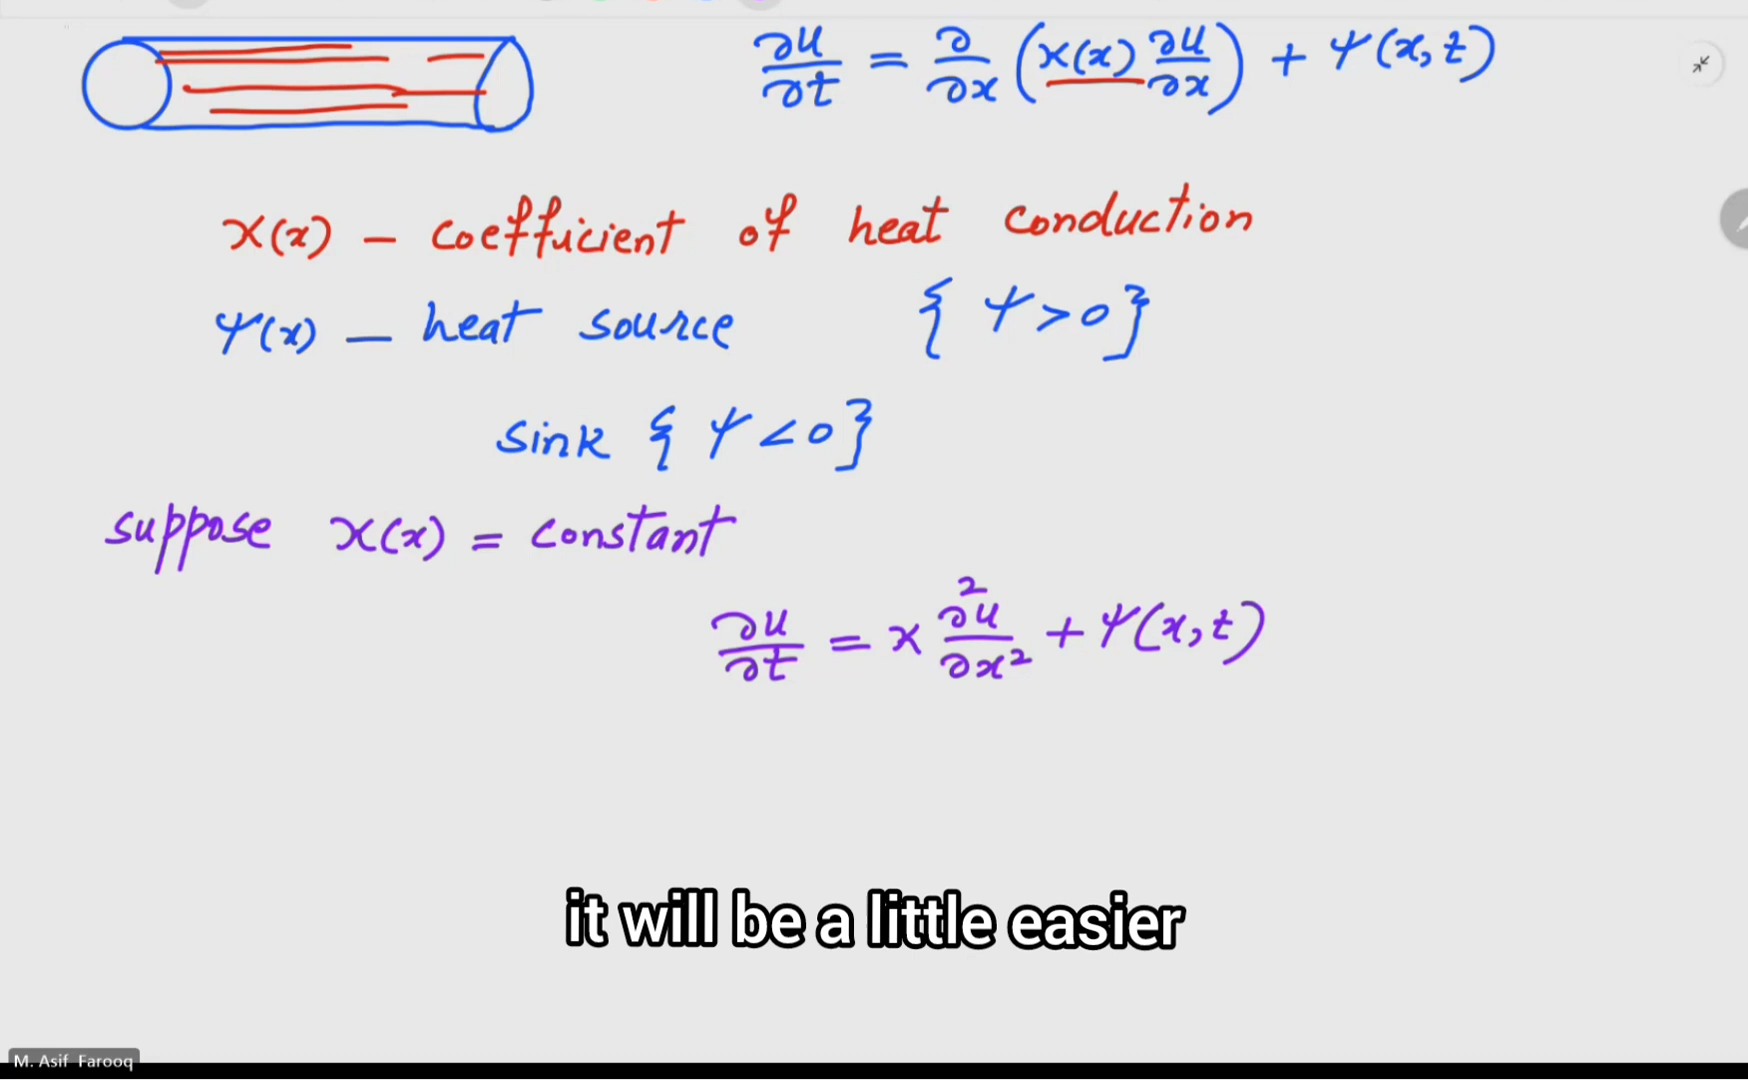 ∂u/∂t = ∂/∂x (χ(x) ∂u/∂x) + ψ(x,t)
χ(x) – coefficient of heat conduction
ψ(x) – heat source { ψ > 0 }
sink { ψ < 0 }
suppose χ(x) = constant
∂u/∂t = χ ∂²u/∂x² + ψ(x,t)
it will be a little easier
M. Asif Farooq